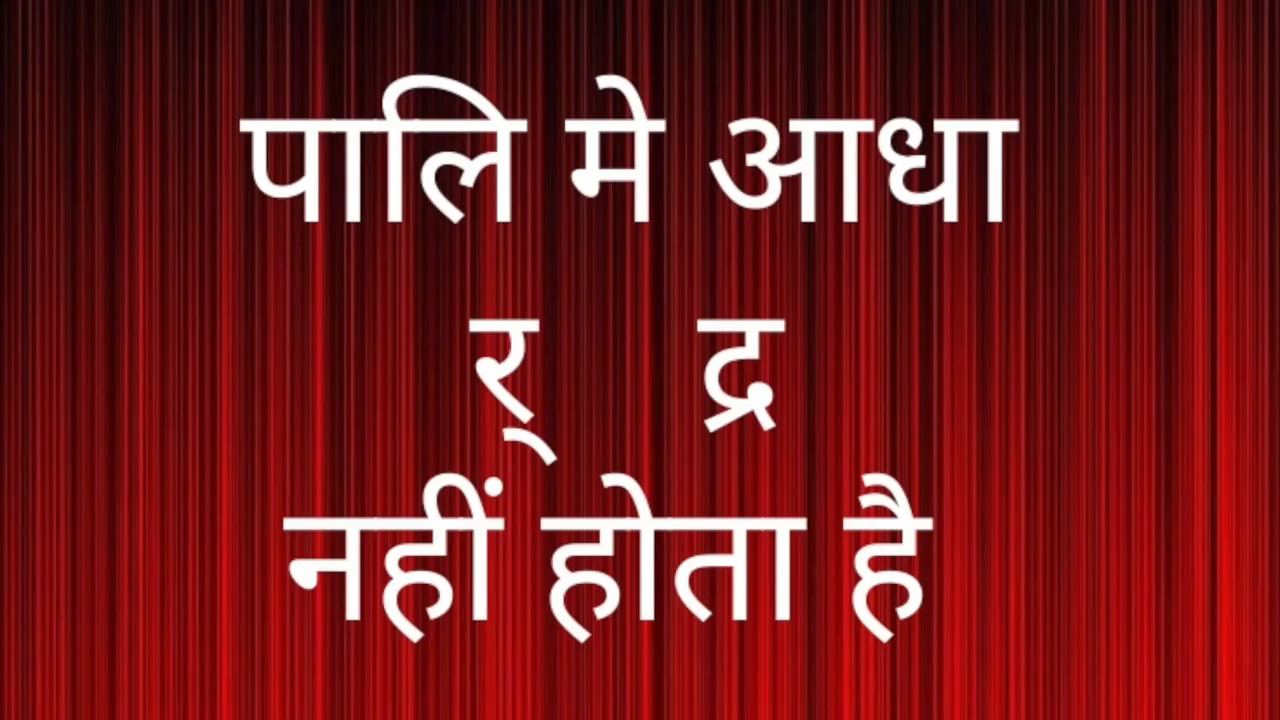 पालि मे आधा
र्‍ द्र
नहीं होता है